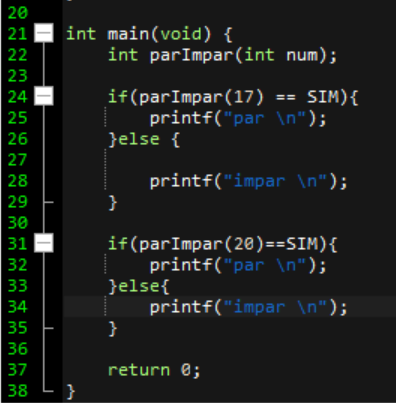 20
21 int main(void) {
22 int parImpar(int num);
23
24 if(parImpar(17) == SIM){
25 printf("par \n");
26 }else {
27
28 printf("impar \n");
29 }
30
31 if(parImpar(20)==SIM){
32 printf("par \n");
33 }else{
34 printf("impar \n");
35 }
36
37 return 0;
38 }